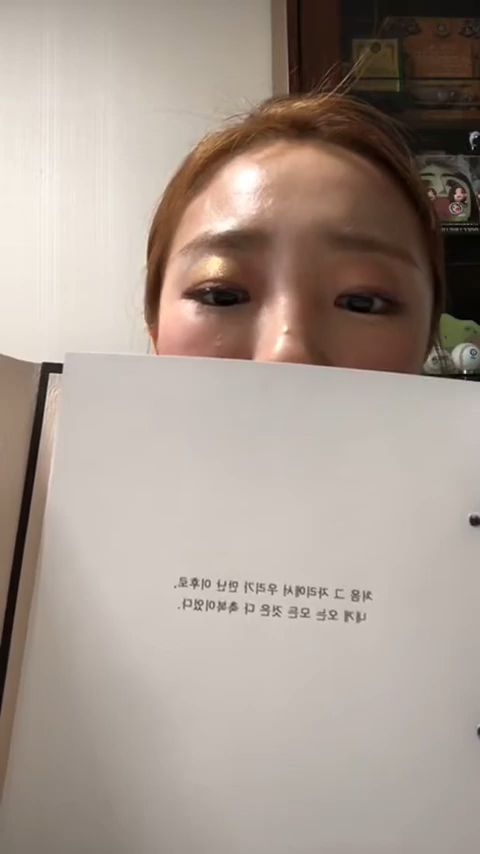 처음 그 자리에서 우리가 만난 이후로,
내게 오는 모든 것은 다 축복이었다.